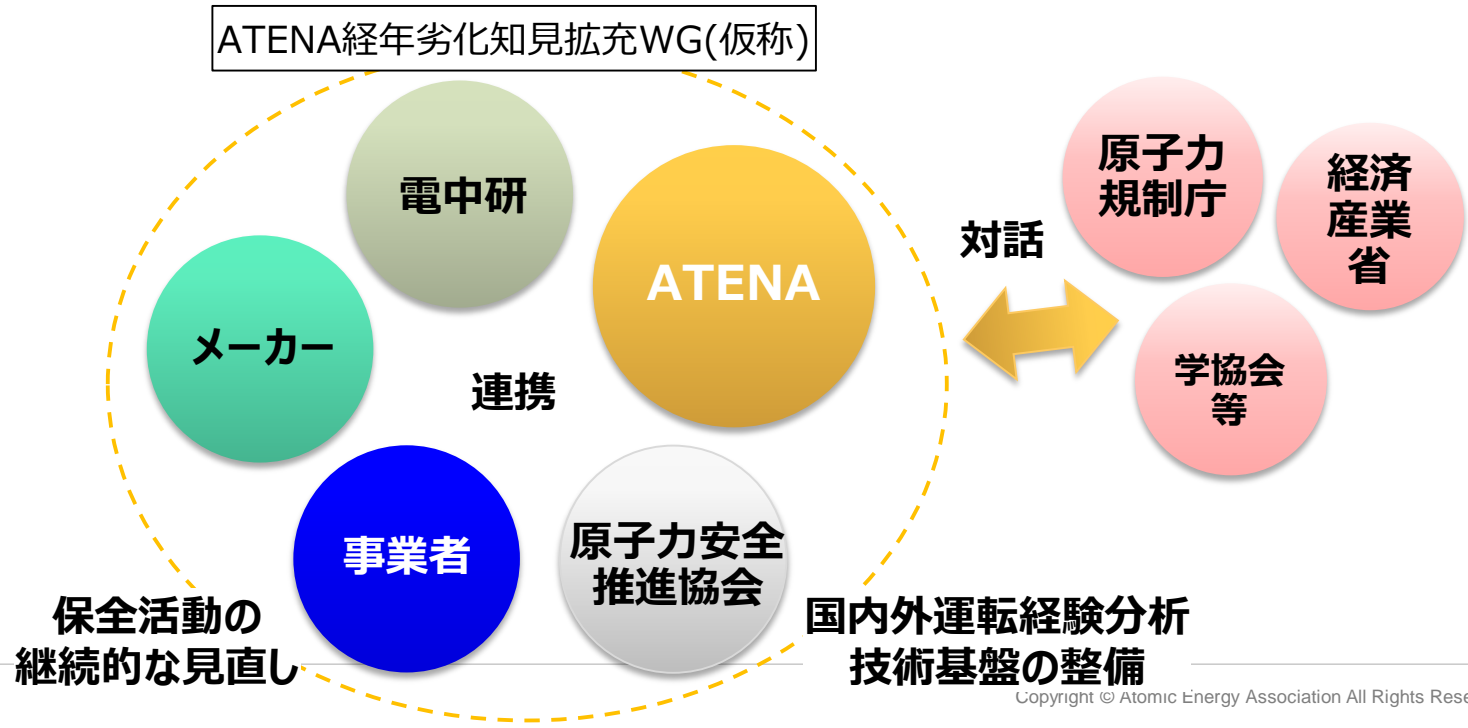 ATENA経年劣化知見拡充WG(仮称)
電中研
ATENA
メーカー
連携
事業者
原子力安全
推進協会
対話
原子力
規制庁
経済
産業
省
学協会
等
保全活動の
継続的な見直し
国内外運転経験分析
技術基盤の整備
Copyright © Atomic Energy Association All Rights Rese